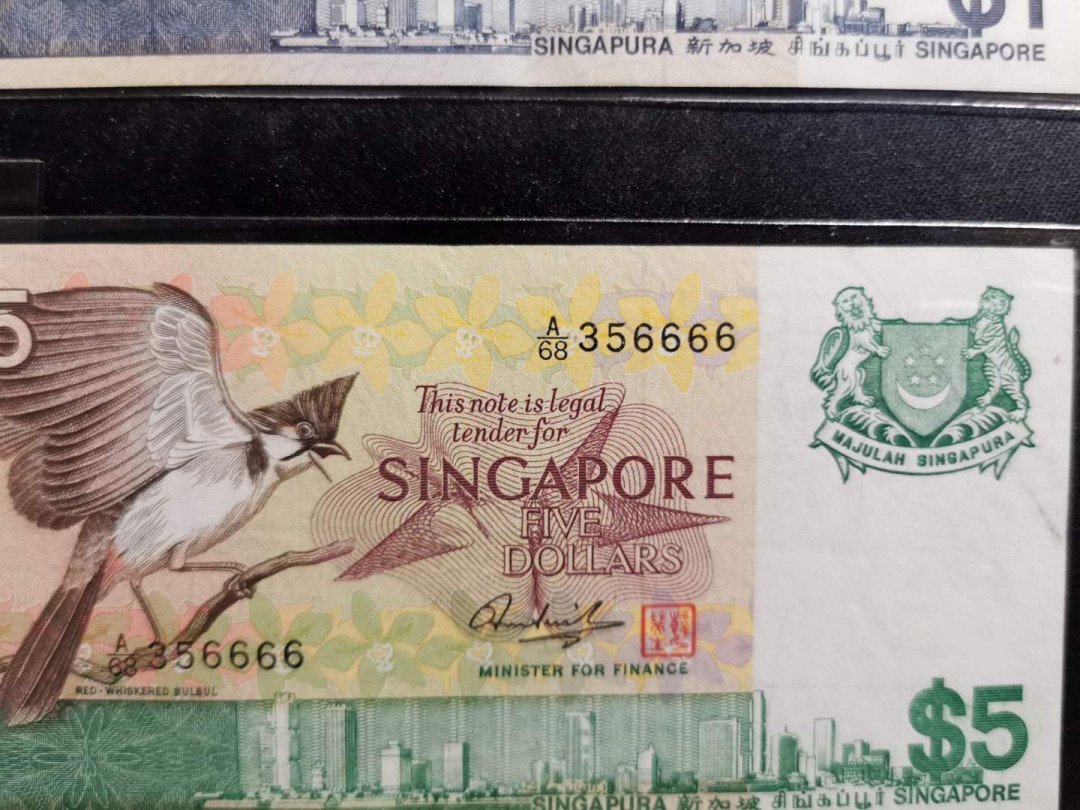 $1
SINGAPURA 新加坡 சிங்கப்பூர் SINGAPORE
A/68 356666
This note is legal
tender for
SINGAPORE
FIVE
DOLLARS
MAJULAH SINGAPURA
MINISTER FOR FINANCE
A/68 356666
RED-WHISKERED BULBUL
$5
SINGAPURA 新加坡 சிங்கப்பூர் SINGAPORE